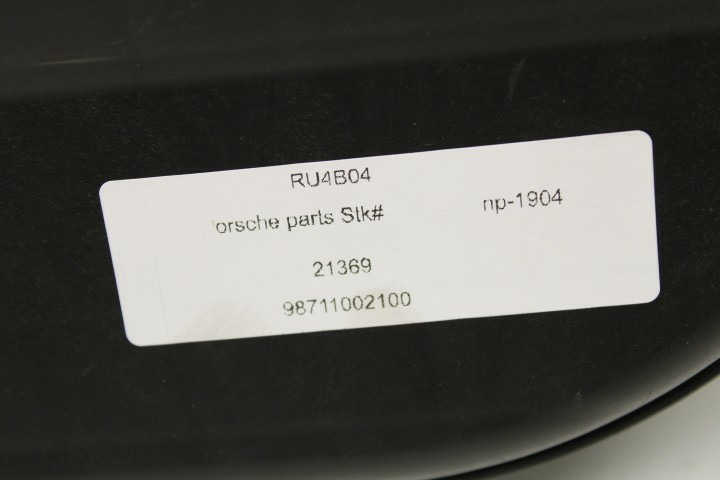 RU4B04
orsche parts Stk# np-1904
21369
98711002100